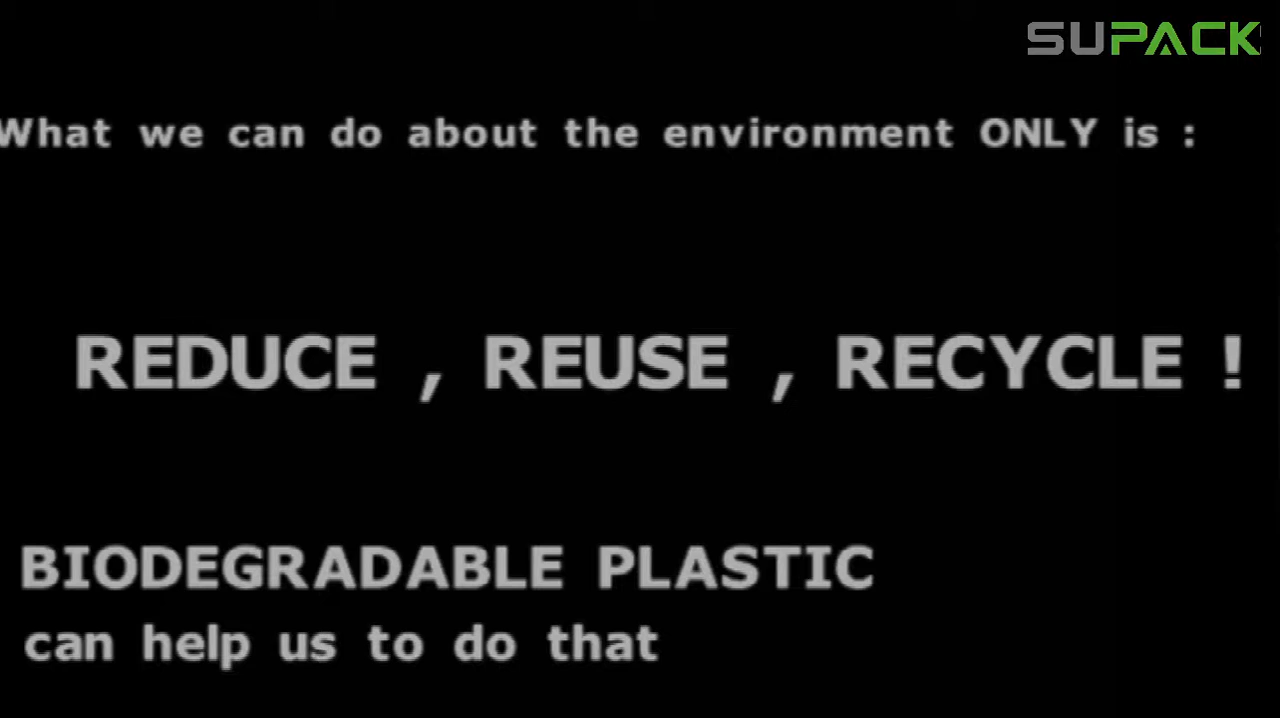 SUPACK
What we can do about the environment ONLY is :
REDUCE , REUSE , RECYCLE !
BIODEGRADABLE PLASTIC
can help us to do that